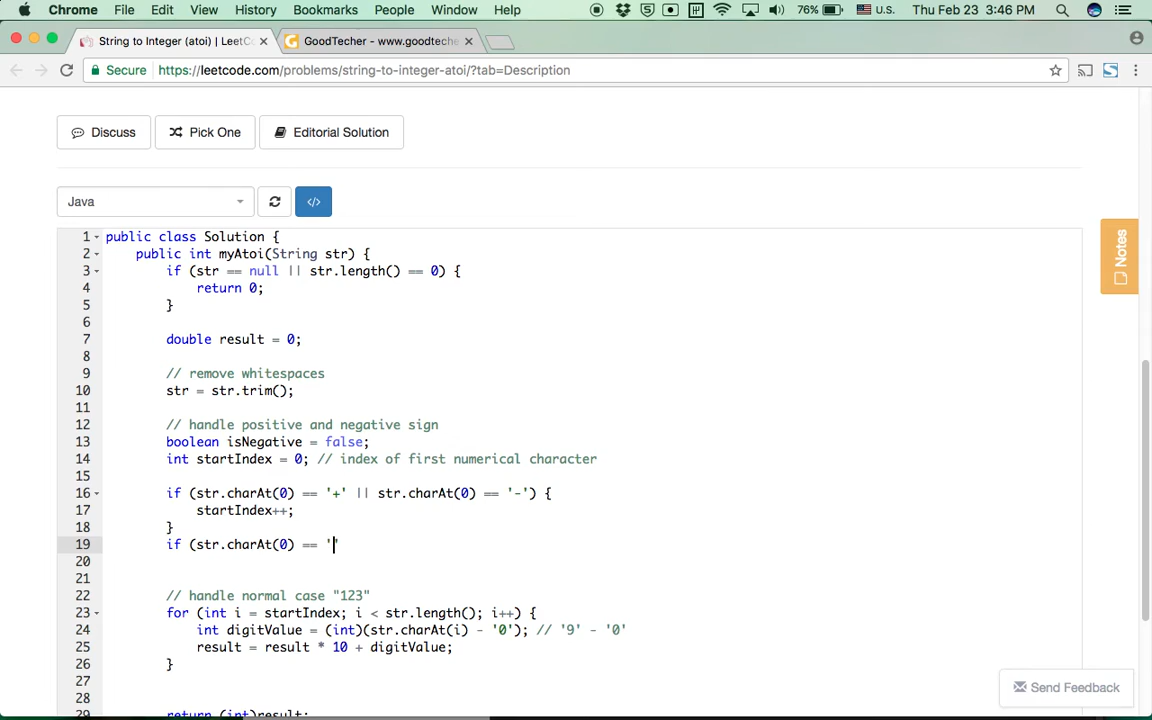 Chrome File Edit View History Bookmarks People Window Help 76% U.S. Thu Feb 23 3:46 PM
String to Integer (atoi) | LeetCo GoodTecher - www.goodteche
Secure https://leetcode.com/problems/string-to-integer-atoi/?tab=Description
Discuss Pick One Editorial Solution
Java </>
Notes
1 public class Solution {
2 public int myAtoi(String str) {
3 if (str == null || str.length() == 0) {
4 return 0;
5 }
6
7 double result = 0;
8
9 // remove whitespaces
10 str = str.trim();
11
12 // handle positive and negative sign
13 boolean isNegative = false;
14 int startIndex = 0; // index of first numerical character
15
16 if (str.charAt(0) == '+' || str.charAt(0) == '-') {
17 startIndex++;
18 }
19 if (str.charAt(0) == ''
20
21
22 // handle normal case "123"
23 for (int i = startIndex; i < str.length(); i++) {
24 int digitValue = (int)(str.charAt(i) - '0'); // '9' - '0'
25 result = result * 10 + digitValue;
26 }
27
28
29 return (int)result;
Send Feedback